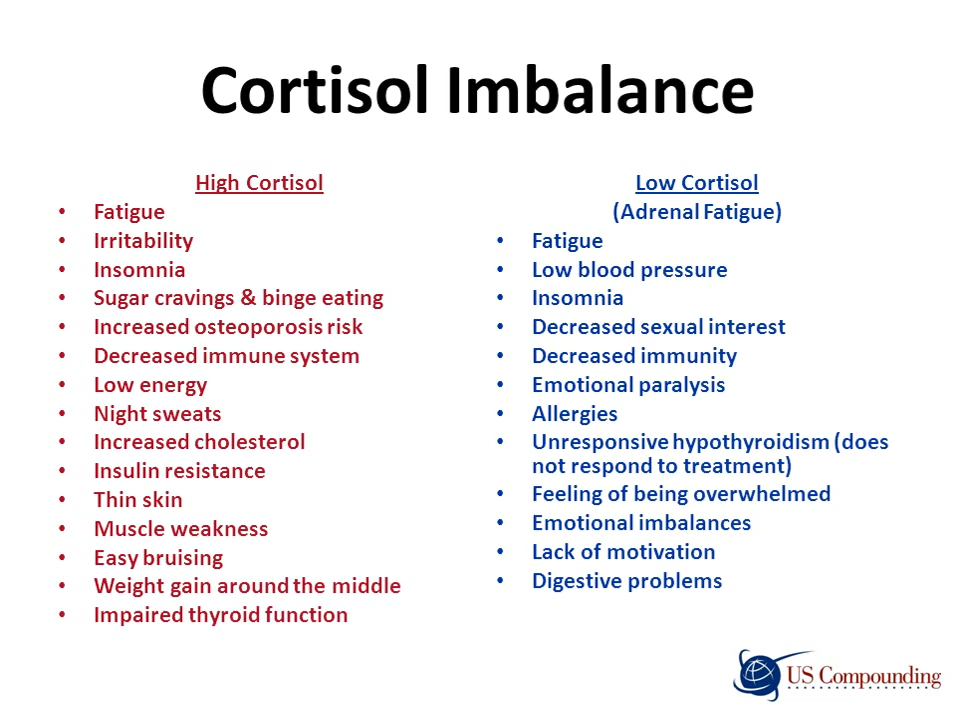 Cortisol Imbalance
High Cortisol
• Fatigue
• Irritability
• Insomnia
• Sugar cravings & binge eating
• Increased osteoporosis risk
• Decreased immune system
• Low energy
• Night sweats
• Increased cholesterol
• Insulin resistance
• Thin skin
• Muscle weakness
• Easy bruising
• Weight gain around the middle
• Impaired thyroid function
Low Cortisol
(Adrenal Fatigue)
• Fatigue
• Low blood pressure
• Insomnia
• Decreased sexual interest
• Decreased immunity
• Emotional paralysis
• Allergies
• Unresponsive hypothyroidism (does
not respond to treatment)
• Feeling of being overwhelmed
• Emotional imbalances
• Lack of motivation
• Digestive problems
US Compounding